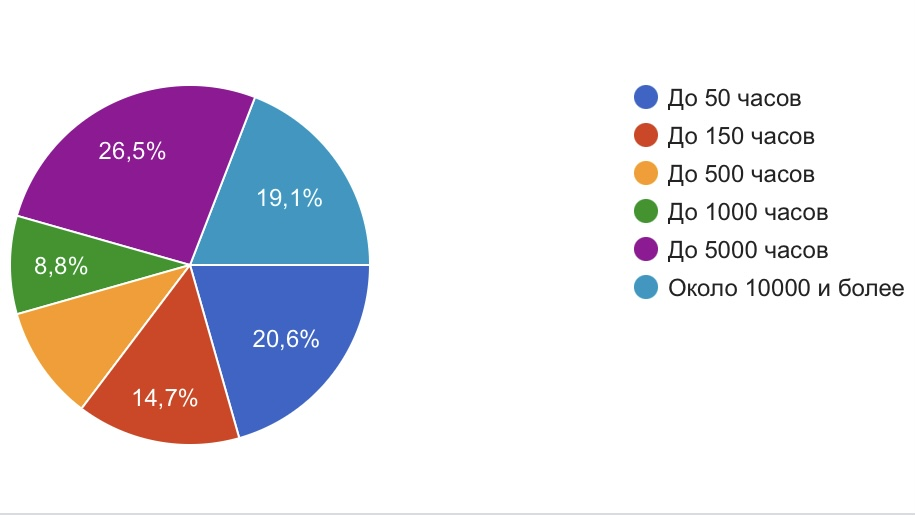 26,5%
19,1%
8,8%
20,6%
14,7%
До 50 часов
До 150 часов
До 500 часов
До 1000 часов
До 5000 часов
Около 10000 и более